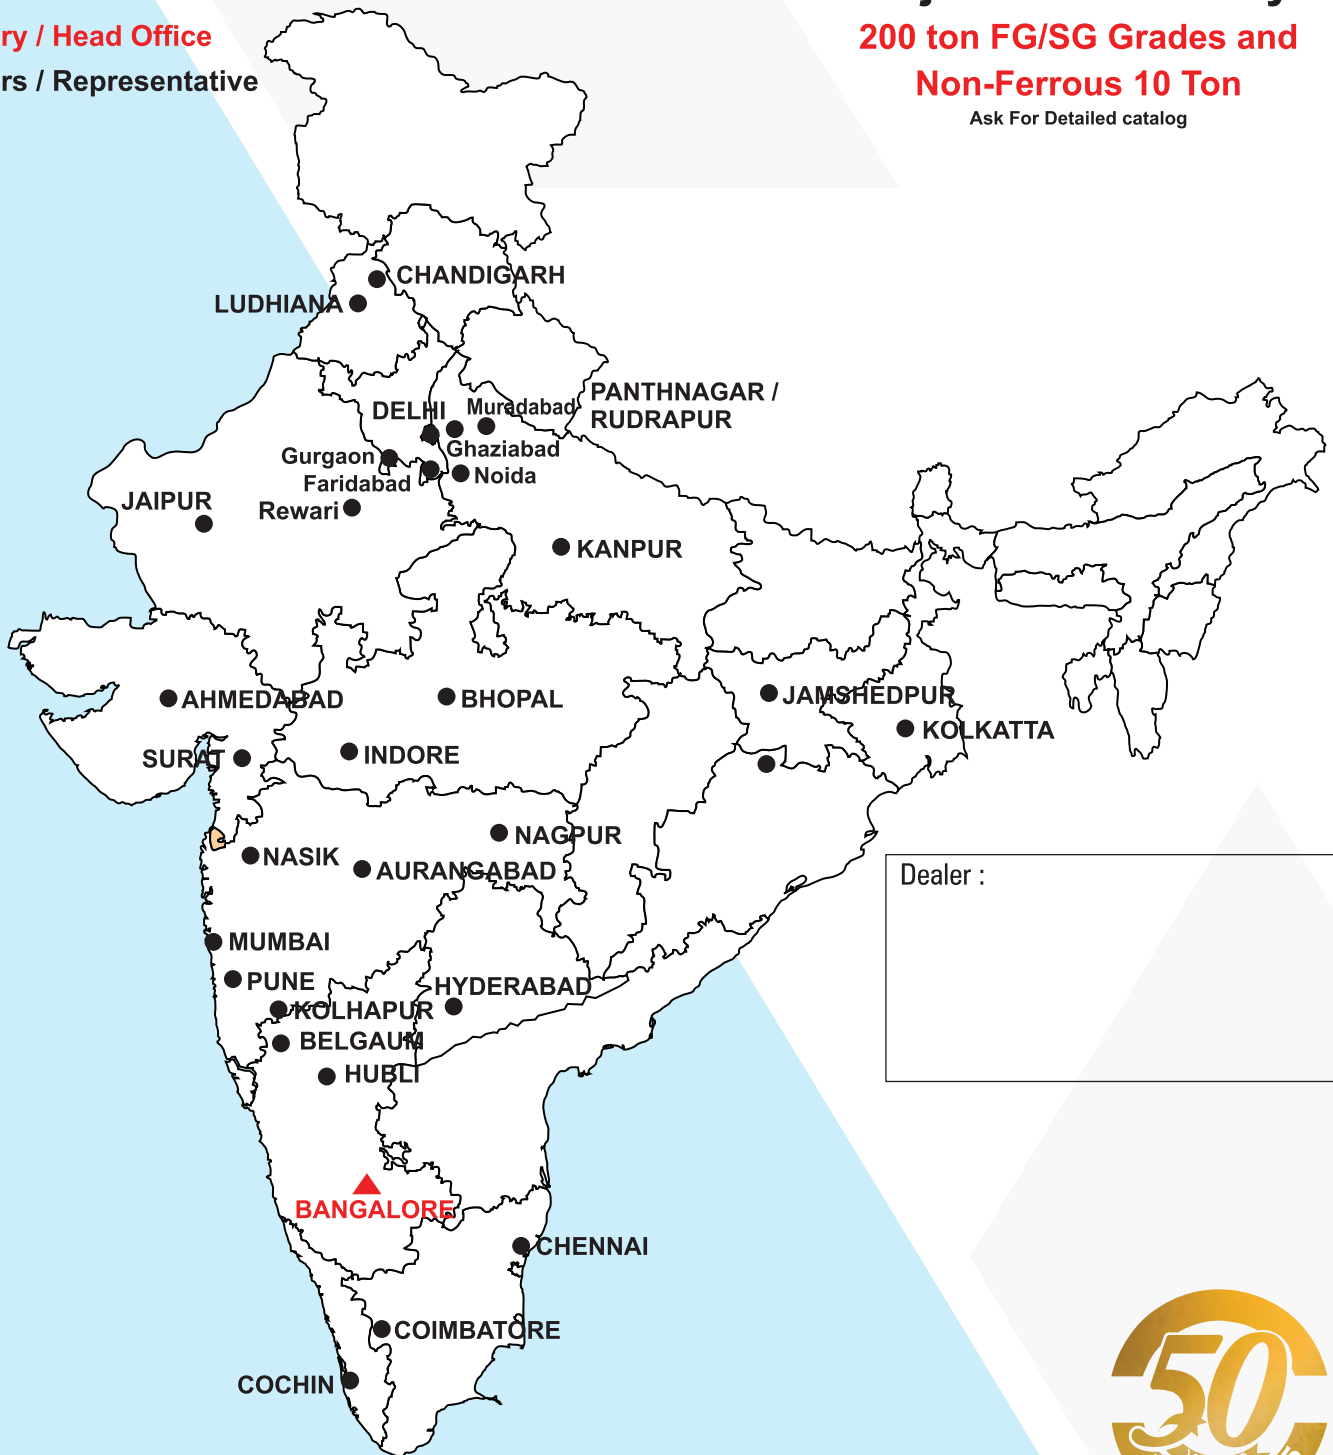 ry / Head Office
rs / Representative
200 ton FG/SG Grades and
Non-Ferrous 10 Ton
Ask For Detailed catalog
CHANDIGARH
LUDHIANA
PANTHNAGAR /
RUDRAPUR
DELHI
Muradabad
Ghaziabad
Gurgaon
Faridabad
Noida
Rewari
JAIPUR
KANPUR
AHMEDABAD
BHOPAL
JAMSHEDPUR
KOLKATTA
SURAT
INDORE
NAGPUR
NASIK
AURANGABAD
Dealer :
MUMBAI
PUNE
HYDERABAD
KOLHAPUR
BELGAUM
HUBLI
BANGALORE
CHENNAI
COIMBATORE
COCHIN
50